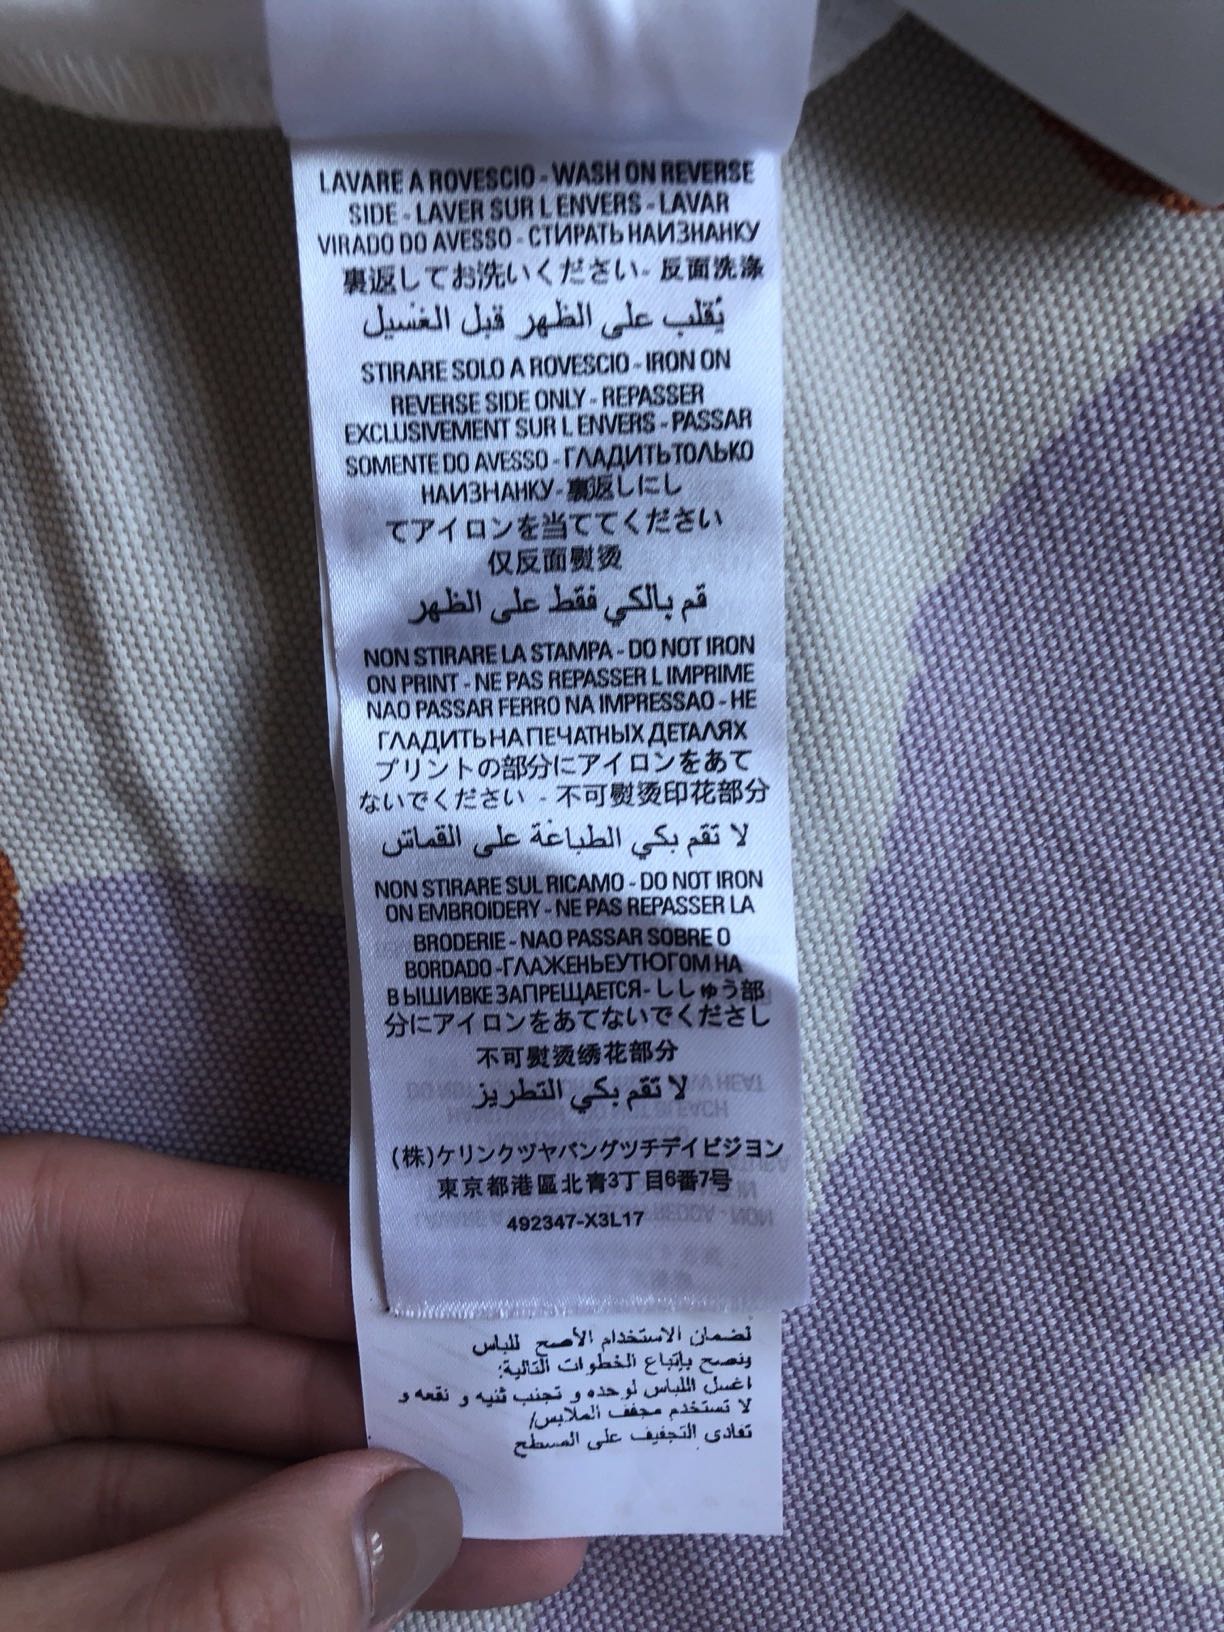 LAVARE A ROVESCIO - WASH ON REVERSE
SIDE - LAVER SUR L ENVERS - LAVAR
VIRADO DO AVESSO - СТИРАТЬ НАИЗНАНКУ
裏返してお洗いください- 反面洗涤
يُقلب على الظهر قبل الغسيل
STIRARE SOLO A ROVESCIO - IRON ON
REVERSE SIDE ONLY - REPASSER
EXCLUSIVEMENT SUR L ENVERS - PASSAR
SOMENTE DO AVESSO - ГЛАДИТЬ ТОЛЬКО
НАИЗНАНКУ - 裏返しにし
てアイロンを当ててください
仅反面熨烫
قم بالكي فقط على الظهر
NON STIRARE LA STAMPA - DO NOT IRON
ON PRINT - NE PAS REPASSER L IMPRIME
NAO PASSAR FERRO NA IMPRESSAO - НЕ
ГЛАДИТЬ НА ПЕЧАТНЫХ ДЕТАЛЯХ
プリントの部分にアイロンをあて
ないでください - 不可熨烫印花部分
لا تقم بكي الطباعة على القماش
NON STIRARE SUL RICAMO - DO NOT IRON
ON EMBROIDERY - NE PAS REPASSER LA
BRODERIE - NAO PASSAR SOBRE O
BORDADO -ГЛАЖЕНЬЕ УТЮГОМ НА
ВЫШИВКЕ ЗАПРЕЩАЕТСЯ - ししゅう部
分にアイロンをあてないでくださし
不可熨烫绣花部分
لا تقم بكي التطريز
(株)ケリンクヅヤバングツチデイビジヨン
東京都港區北青3丁目6番7号
492347-X3L17
لضمان الاستخدام الأصح للباس
وننصح بإتباع الخطوات التالية:
اغسل اللباس لوحده و تجنب ثنيه و نقعه و
لا تستخدم مجفف الملابس/
تفادى التجفيف على المسطح